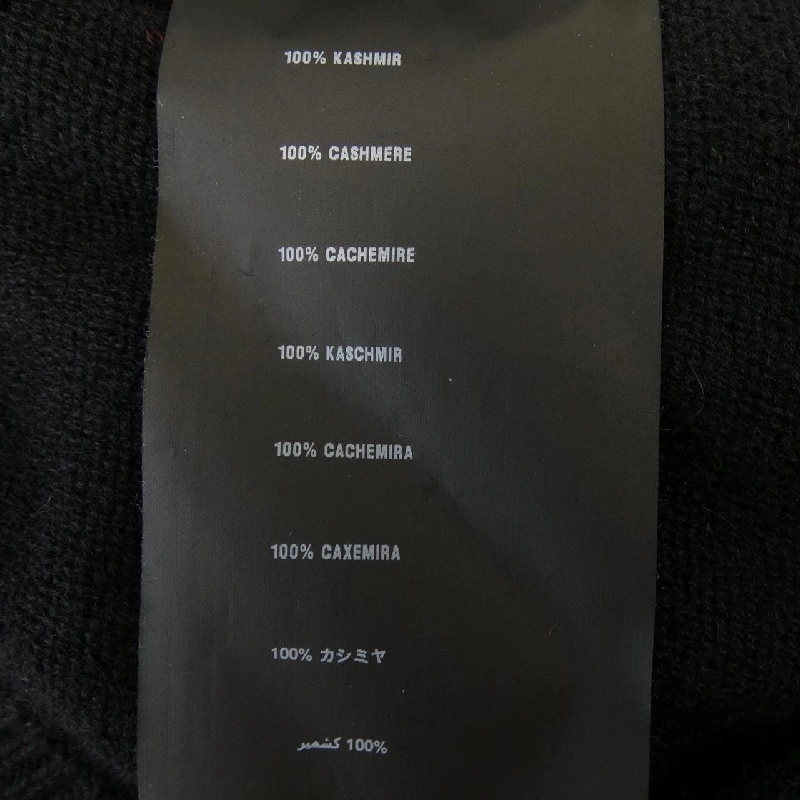 100% KASHMIR
100% CASHMERE
100% CACHEMIRE
100% KASCHMIR
100% CACHEMIRA
100% CAXEMIRA
100% カシミヤ
100% كشمير